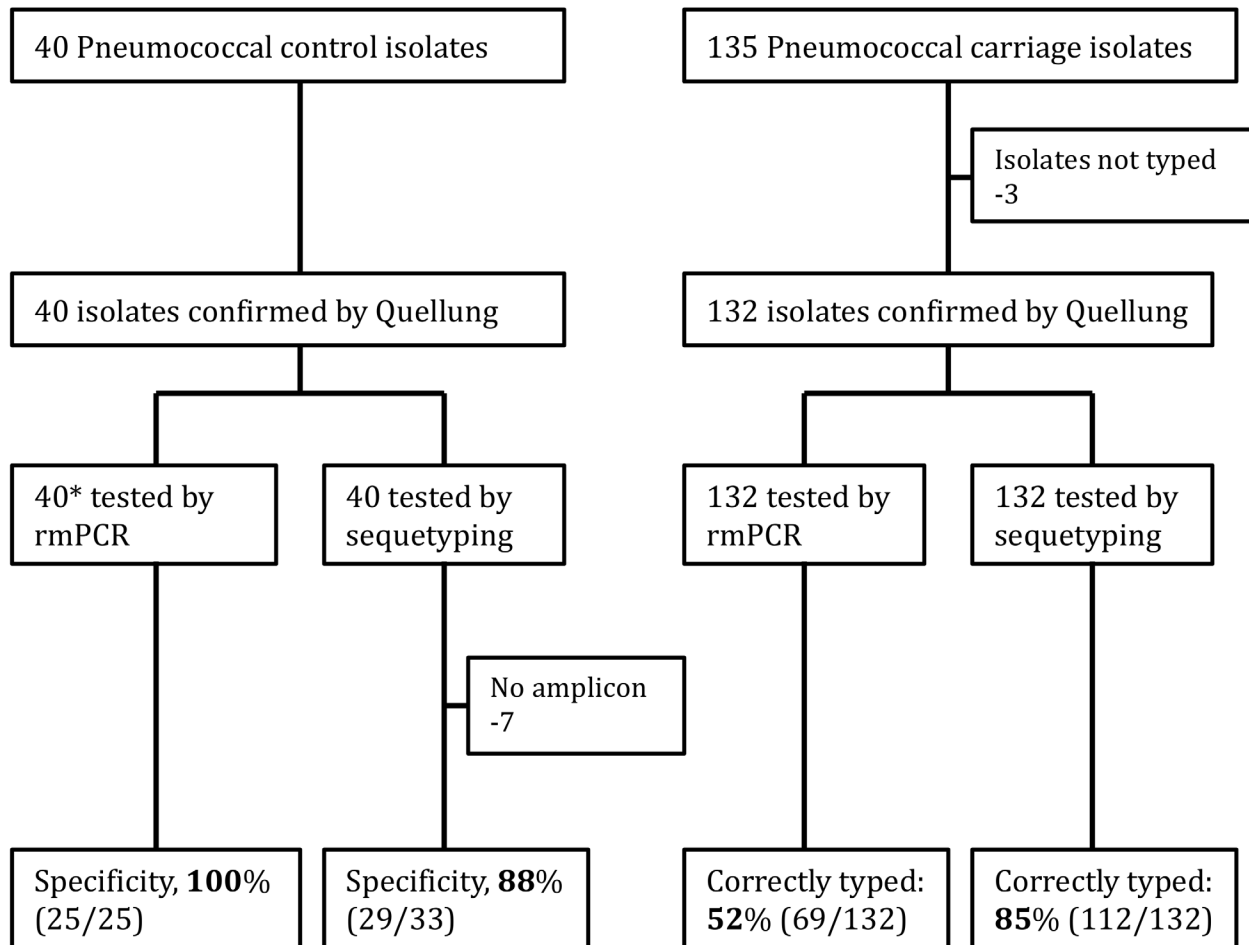 40 Pneumococcal control isolates
135 Pneumococcal carriage isolates
Isolates not typed
-3
40 isolates confirmed by Quellung
132 isolates confirmed by Quellung
40* tested by
rmPCR
40 tested by
sequetyping
132 tested by
rmPCR
132 tested by
sequetyping
No amplicon
-7
Specificity, 100%
(25/25)
Specificity, 88%
(29/33)
Correctly typed:
52% (69/132)
Correctly typed:
85% (112/132)